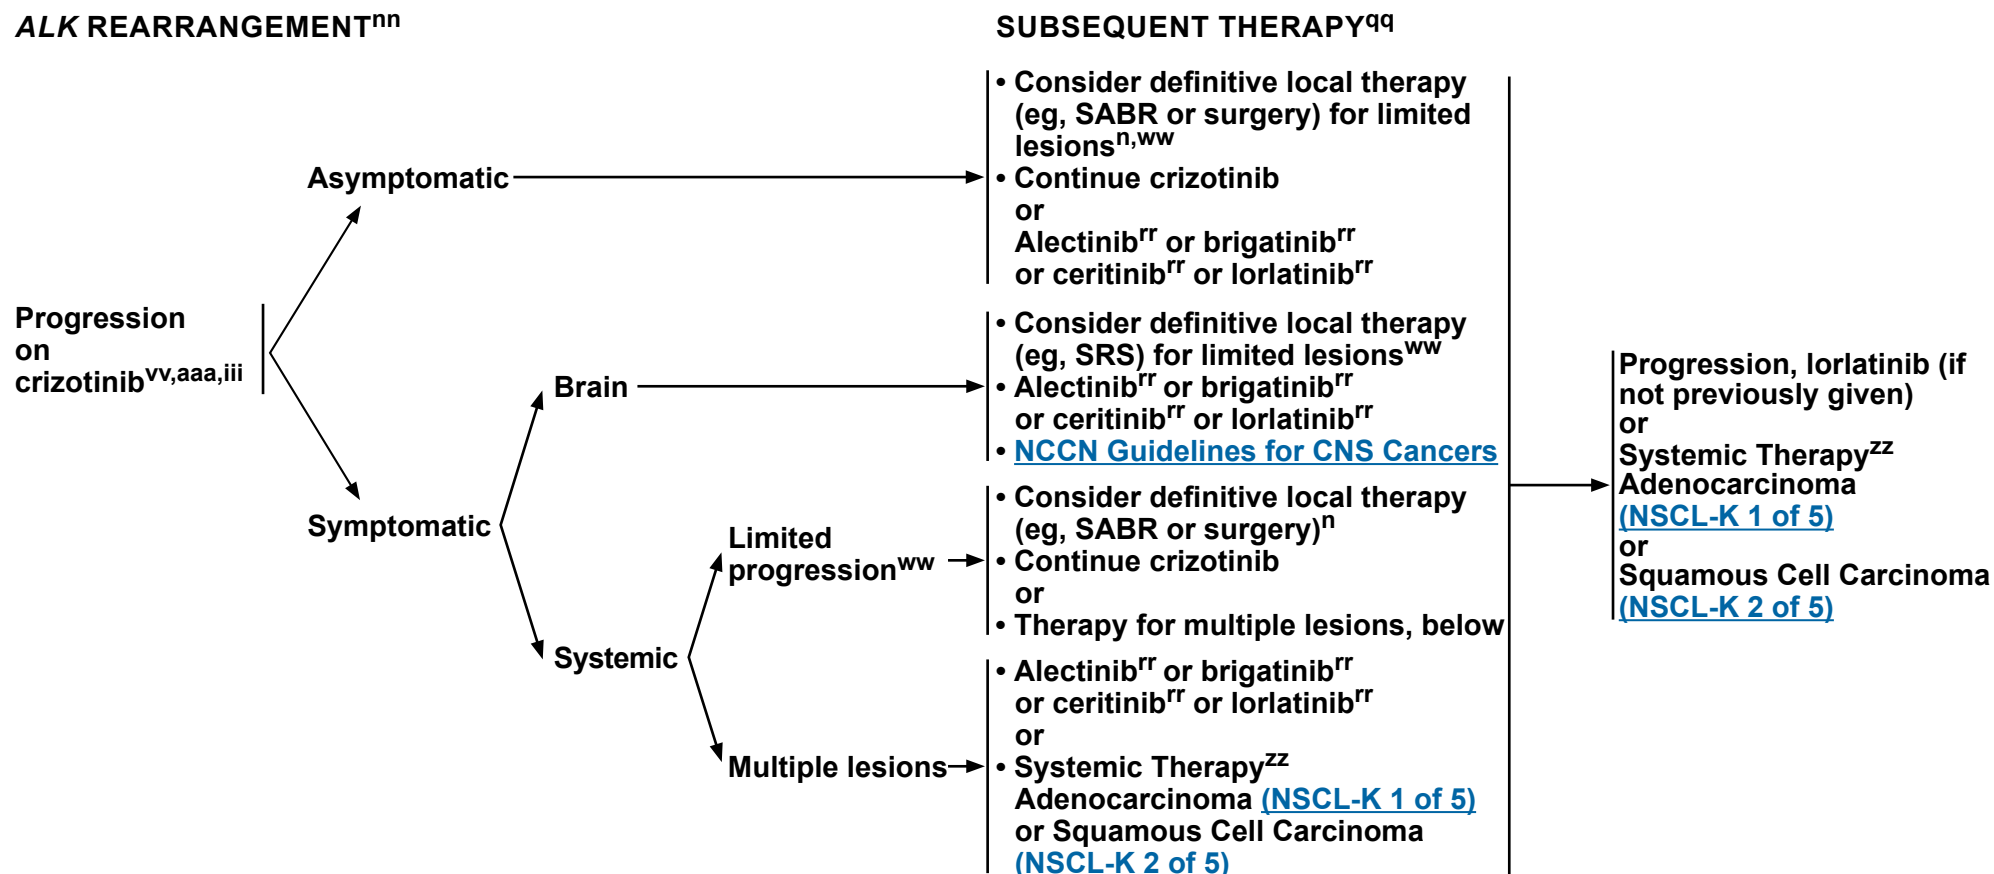 ALK REARRANGEMENTnn
SUBSEQUENT THERAPYqq
Progression
on
crizotinibvv,aaa,iii
Asymptomatic
• Consider definitive local therapy
(eg, SABR or surgery) for limited
lesionsn,ww
• Continue crizotinib
or
Alectinibrr or brigatinibrr
or ceritinibrr or lorlatinibrr
Symptomatic
Brain
• Consider definitive local therapy
(eg, SRS) for limited lesionsww
• Alectinibrr or brigatinibrr
or ceritinibrr or lorlatinibrr
• NCCN Guidelines for CNS Cancers
Systemic
Limited
progressionww
• Consider definitive local therapy
(eg, SABR or surgery)n
• Continue crizotinib
or
• Therapy for multiple lesions, below
Multiple lesions
• Alectinibrr or brigatinibrr
or ceritinibrr or lorlatinibrr
or
• Systemic Therapyzz
Adenocarcinoma (NSCL-K 1 of 5)
or Squamous Cell Carcinoma
(NSCL-K 2 of 5)
Progression, lorlatinib (if
not previously given)
or
Systemic Therapyzz
Adenocarcinoma
(NSCL-K 1 of 5)
or
Squamous Cell Carcinoma
(NSCL-K 2 of 5)